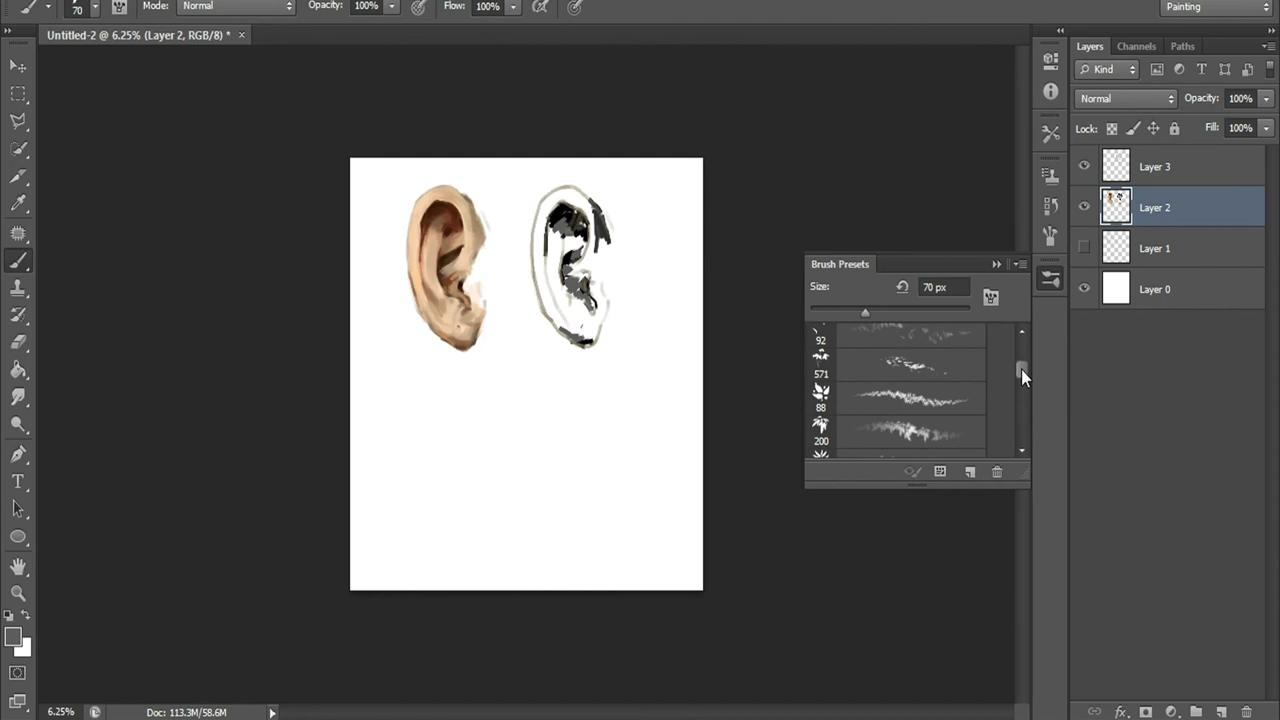 70 Mode: Normal Opacity: 100% Flow: 100% Painting
Untitled-2 @ 6.25% (Layer 2, RGB/8) *
Layers Channels Paths
Kind
Normal Opacity: 100%
Lock: Fill: 100%
Layer 3
Layer 2
Layer 1
Layer 0
Brush Presets
Size: 70 px
92
571
88
200
6.25% Doc: 113.3M/58.6M